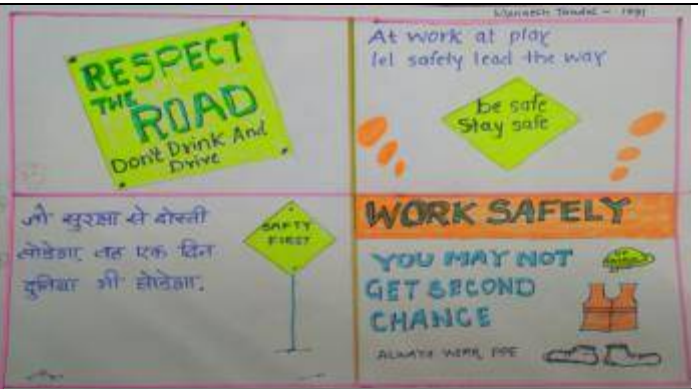 RESPECT
THE ROAD
Don't Drink And
Drive
At work at play
let safety lead the way
be safe
Stay safe
जो सुरक्षा से दोस्ती
तोडेगा, वह एक दिन
दुनिया भी छोडेगा.
SAFTY
FIRST
WORK SAFELY
YOU MAY NOT
GET SECOND
CHANCE
ALWAYS WEAR PPE